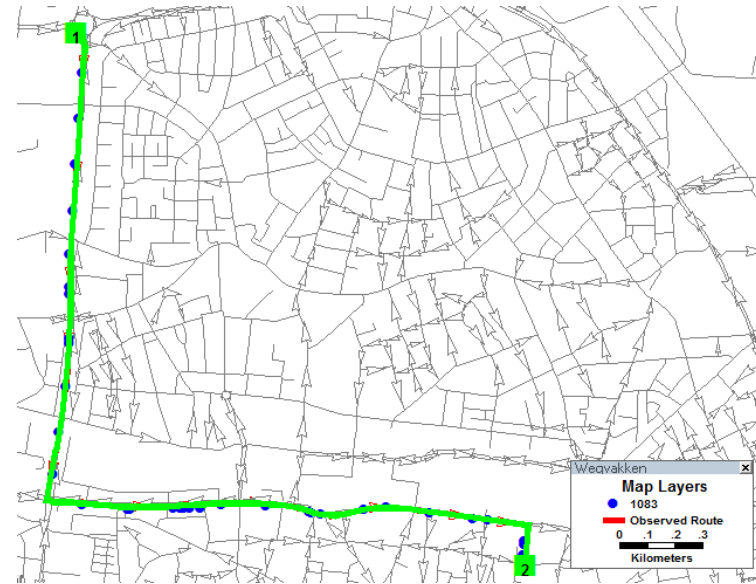 1
Wegvakken
Map Layers
1083
Observed Route
0 .1 .2 .3
Kilometers
2